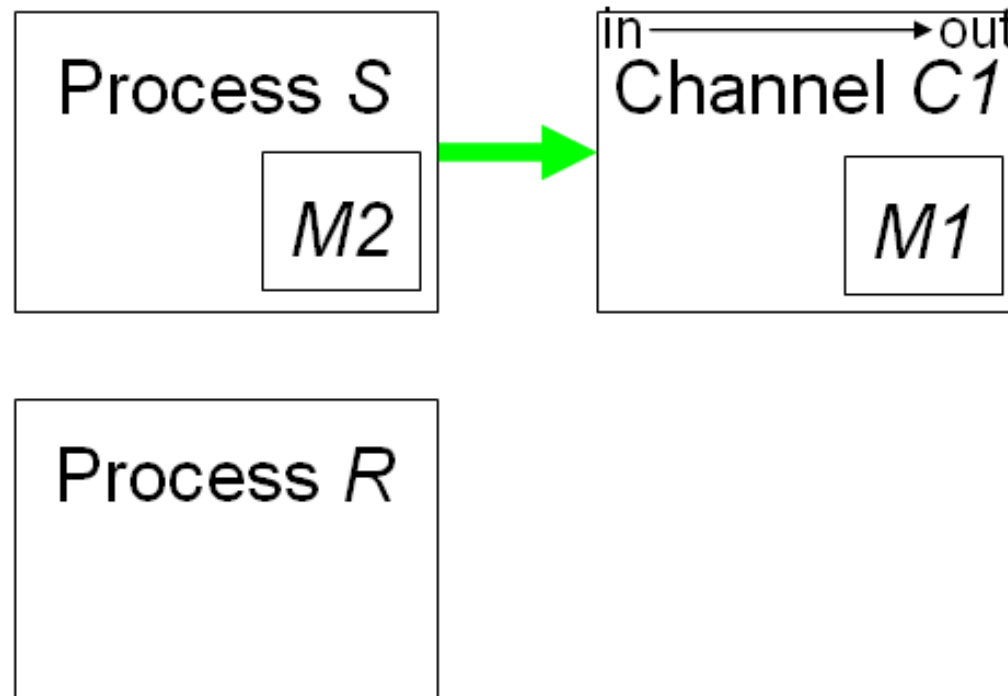 Process S
M2
in out
Channel C1
M1
Process R